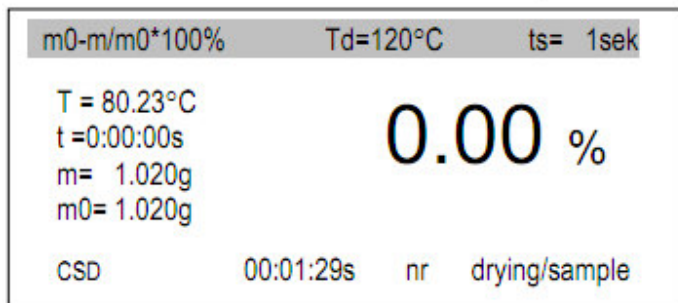 m0-m/m0*100% Td=120°C ts= 1sek
T = 80.23°C
t =0:00:00s
m= 1.020g
m0= 1.020g
0.00 %
CSD 00:01:29s nr drying/sample